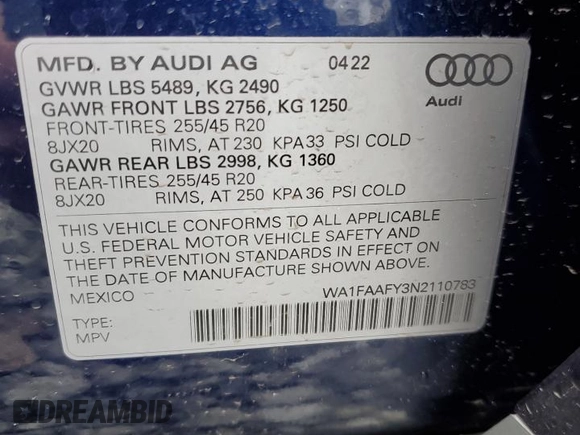 MFD. BY AUDI AG 04 22
GVWR LBS 5489, KG 2490
GAWR FRONT LBS 2756, KG 1250
FRONT-TIRES 255/45 R20
8JX20 RIMS, AT 230 KPA33 PSI COLD
GAWR REAR LBS 2998, KG 1360
REAR-TIRES 255/45 R20
8JX20 RIMS, AT 250 KPA36 PSI COLD
Audi
THIS VEHICLE CONFORMS TO ALL APPLICABLE
U.S. FEDERAL MOTOR VEHICLE SAFETY AND
THEFT PREVENTION STANDARDS IN EFFECT ON
THE DATE OF MANUFACTURE SHOWN ABOVE.
MEXICO WA1FAAFY3N2110783
TYPE:
MPV
DREAMBID